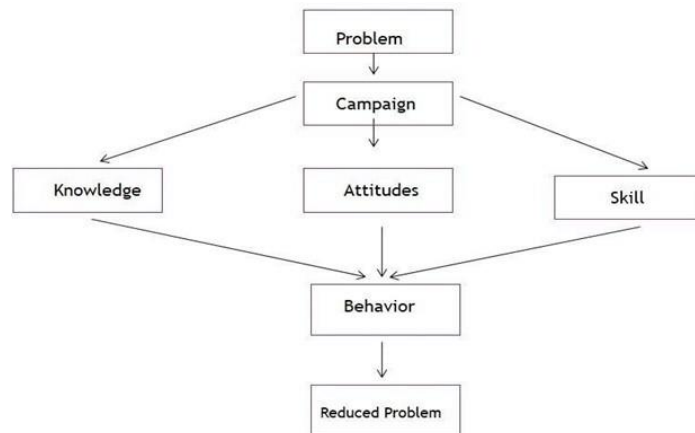 Problem
Campaign
Knowledge
Attitudes
Skill
Behavior
Reduced Problem